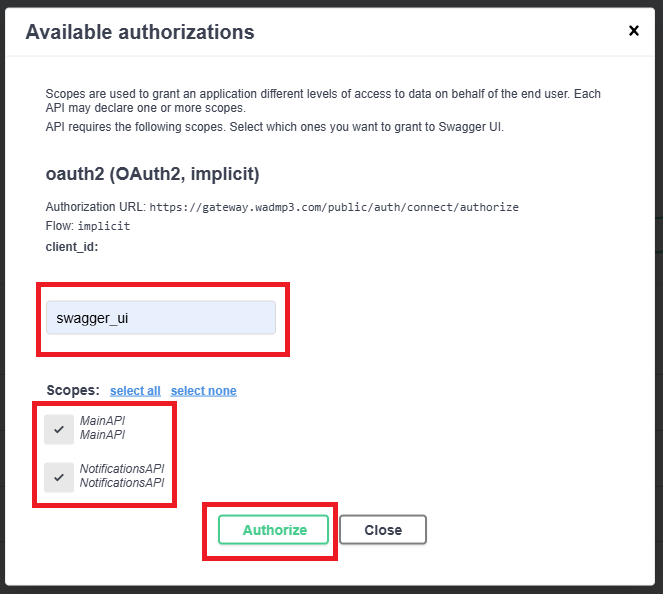 Available authorizations
Scopes are used to grant an application different levels of access to data on behalf of the end user. Each
API may declare one or more scopes.
API requires the following scopes. Select which ones you want to grant to Swagger UI.
oauth2 (OAuth2, implicit)
Authorization URL: https://gateway.wadmp3.com/public/auth/connect/authorize
Flow: implicit
client_id:
swagger_ui
Scopes: select all select none
MainAPI
MainAPI
NotificationsAPI
NotificationsAPI
Authorize Close